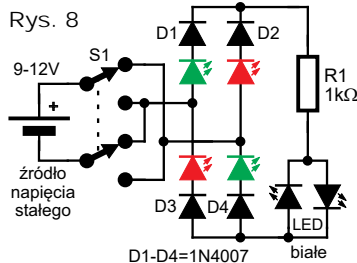 Rys. 8
D1
D2
S1
9-12V
+
R1
1kΩ
źródło
napięcia
stałego
D3
D4
LED
białe
D1-D4=1N4007